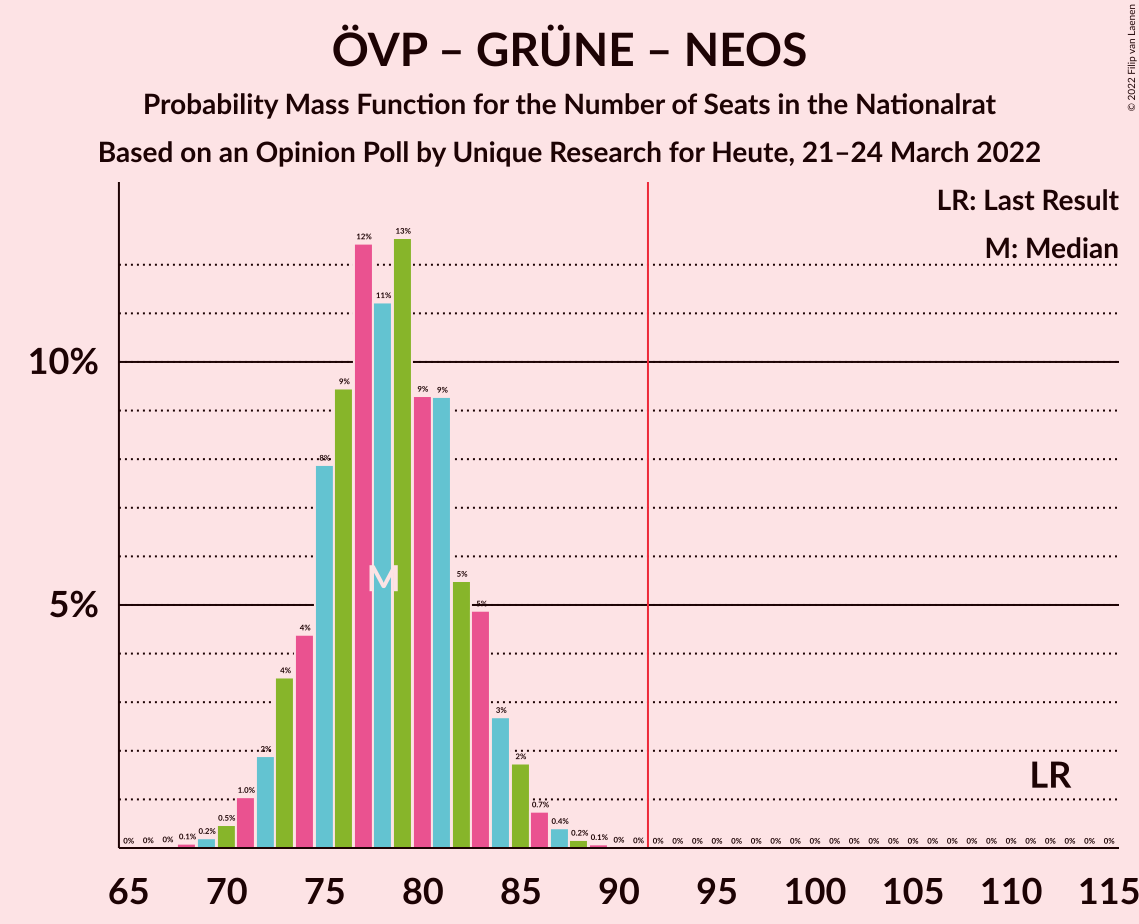 ÖVP – GRÜNE – NEOS
Probability Mass Function for the Number of Seats in the Nationalrat
Based on an Opinion Poll by Unique Research for Heute, 21–24 March 2022
© 2022 Filip van Laenen
LR: Last Result
M: Median
10%
5%
0% 0% 0% 0.1% 0.2% 0.5% 1.0% 2% 4% 4% 8% 9% 12% 11% 13% 9% 9% 5% 5% 3% 2% 0.7% 0.4% 0.2% 0.1% 0% 0% 0% 0% 0% 0% 0% 0% 0% 0% 0% 0% 0% 0% 0% 0% 0% 0% 0% 0% 0% 0% 0% 0% 0% 0%
M
LR
65 70 75 80 85 90 95 100 105 110 115